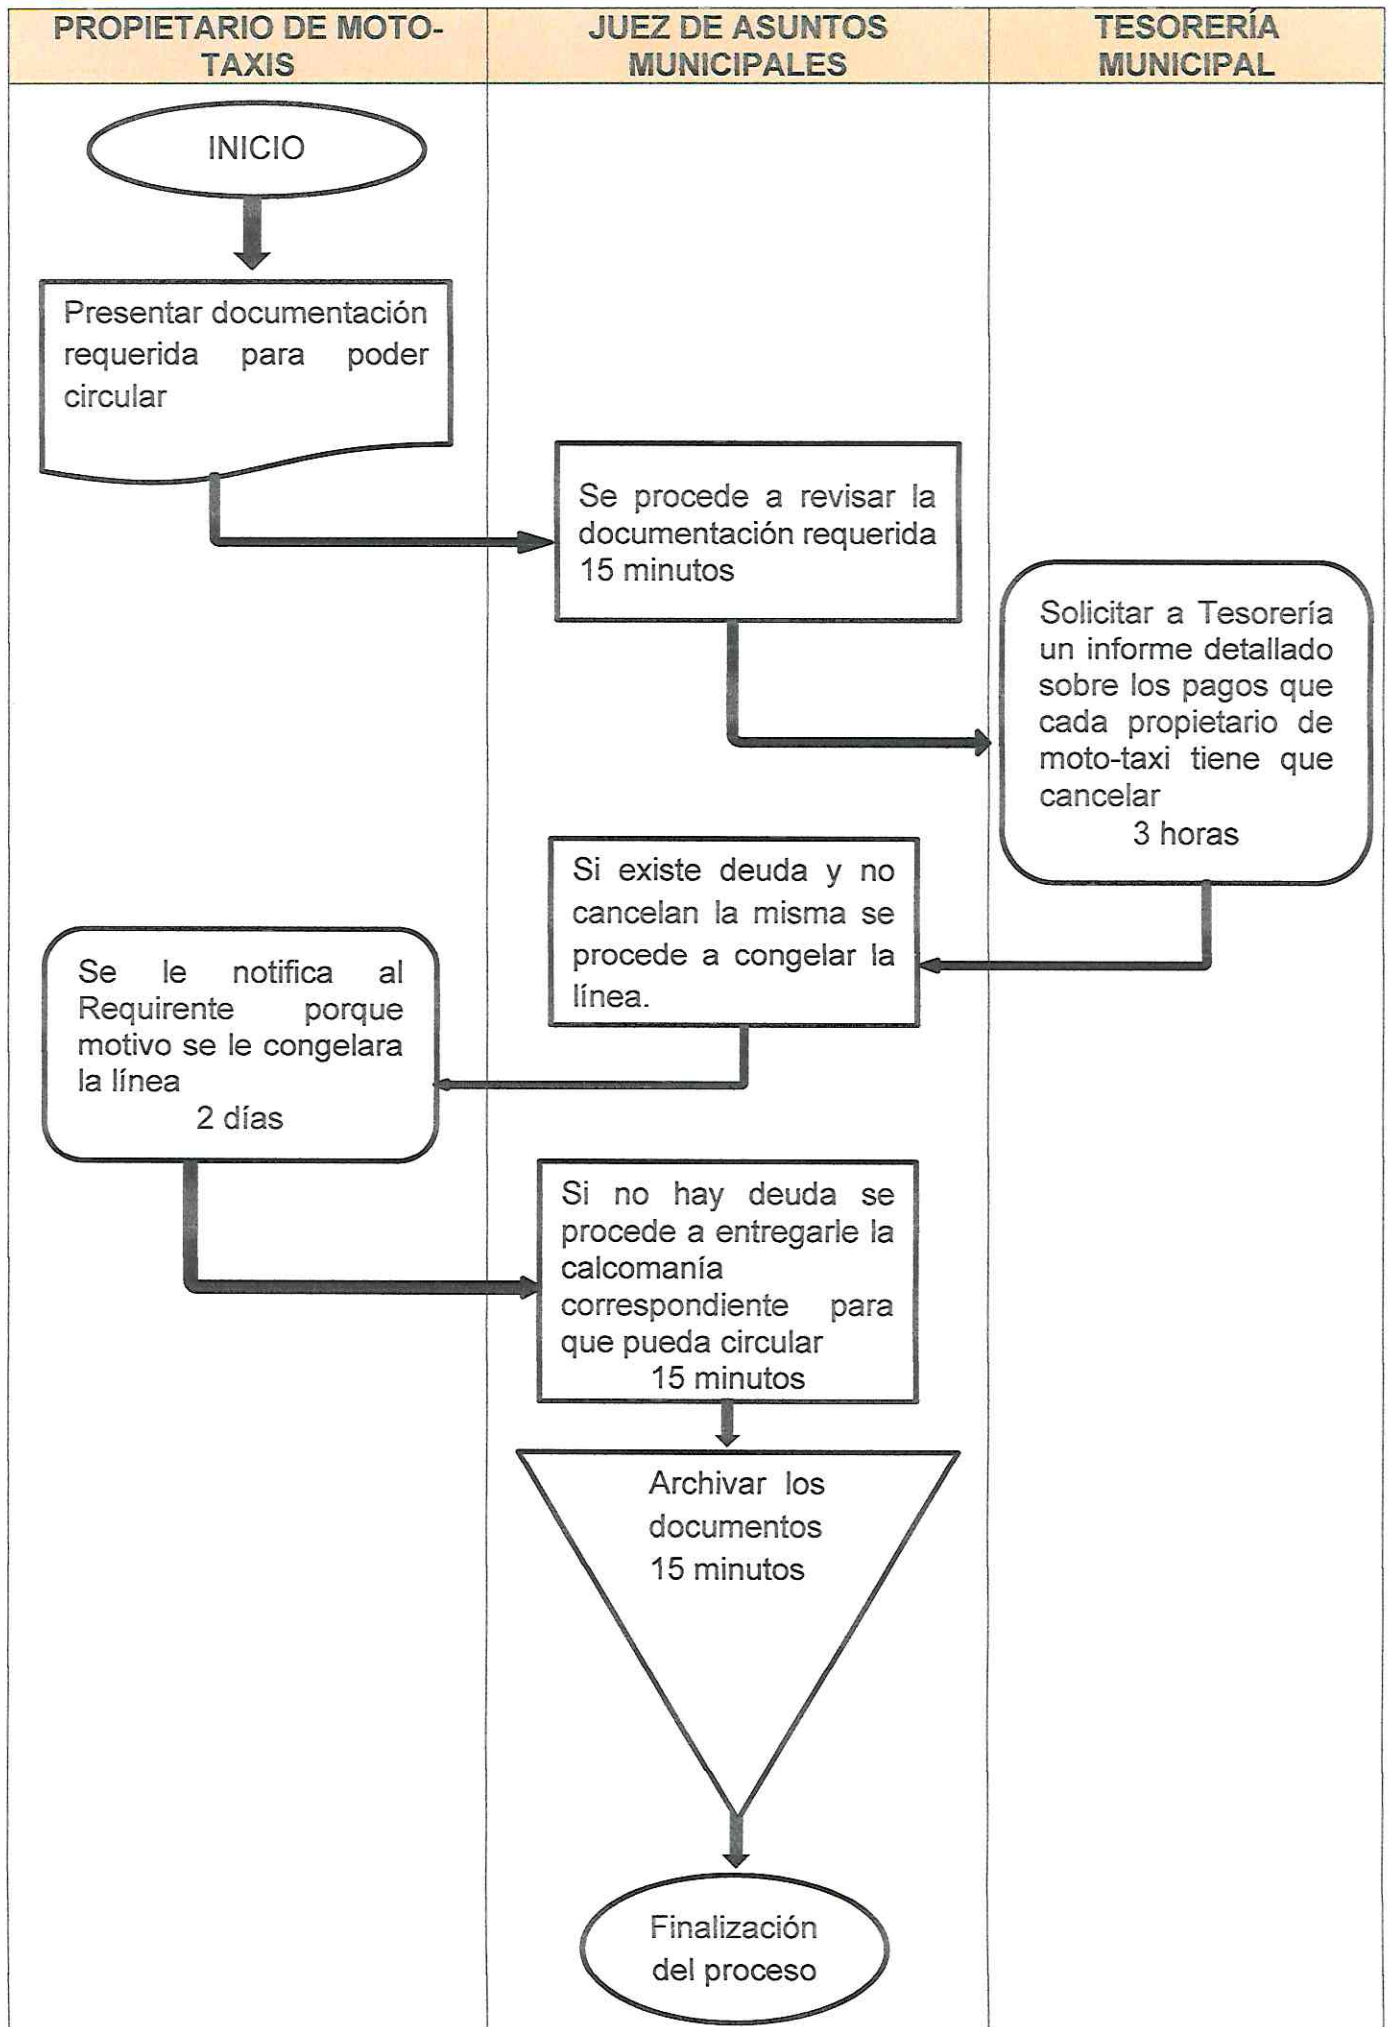 PROPIETARIO DE MOTO-
TAXIS
JUEZ DE ASUNTOS
MUNICIPALES
TESORERÍA
MUNICIPAL
INICIO
Presentar documentación
requerida para poder
circular
Se procede a revisar la
documentación requerida
15 minutos
Solicitar a Tesorería
un informe detallado
sobre los pagos que
cada propietario de
moto-taxi tiene que
cancelar
3 horas
Si existe deuda y no
cancelan la misma se
procede a congelar la
línea.
Se le notifica al
Requirente porque
motivo se le congelara
la línea
2 días
Si no hay deuda se
procede a entregarle la
calcomanía
correspondiente para
que pueda circular
15 minutos
Archivar los
documentos
15 minutos
Finalización
del proceso